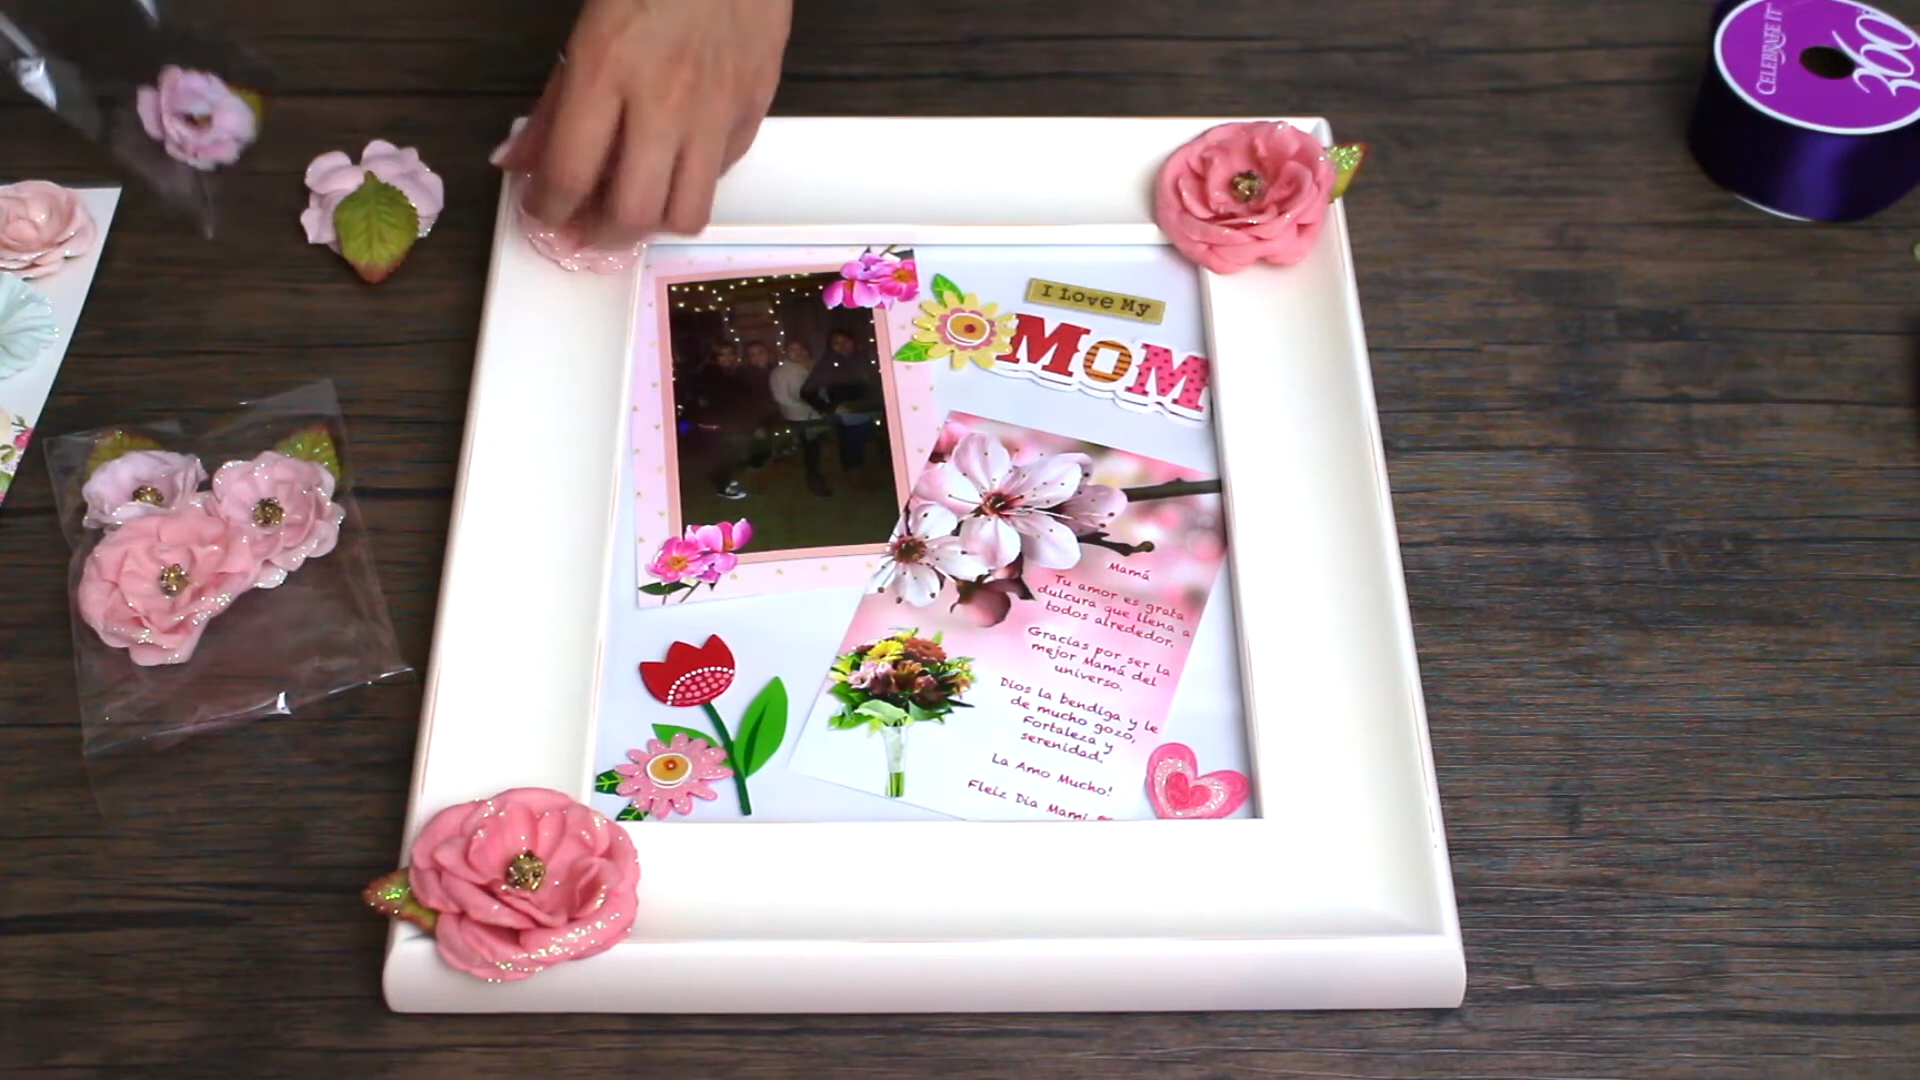 CELEBRATE IT
360
I Love My
MOM
Mamá
Tu amor es grata
dulcura que llena a
todos alrededor.
Gracias por ser la
mejor Mamá del
universo.
Dios la bendiga y le
de mucho gozo,
Fortaleza y
serenidad.
La Amo Mucho!
Fleiz Dia Mami